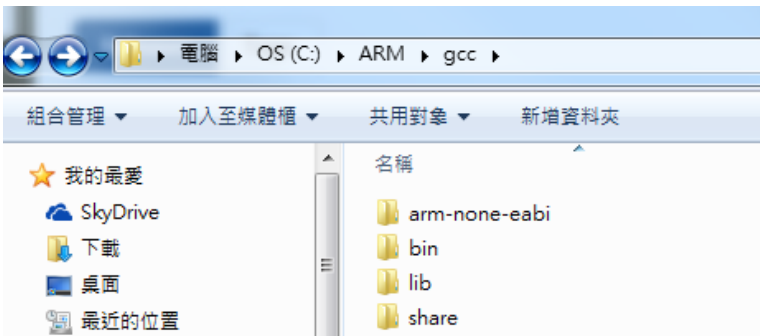 電腦 OS (C:) ARM gcc
組合管理 加入至媒體櫃 共用對象 新增資料夾
我的最愛
SkyDrive
下載
桌面
最近的位置
名稱
arm-none-eabi
bin
lib
share